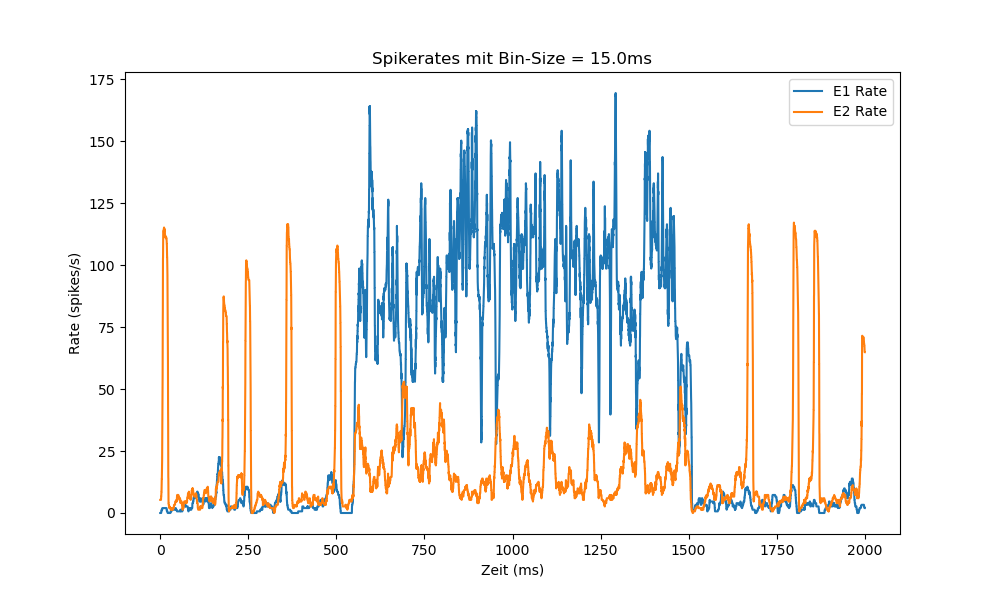 Spikerates mit Bin-Size = 15.0ms
E1 Rate
E2 Rate
Rate (spikes/s)
175
150
125
100
75
50
25
0
0 250 500 750 1000 1250 1500 1750 2000
Zeit (ms)